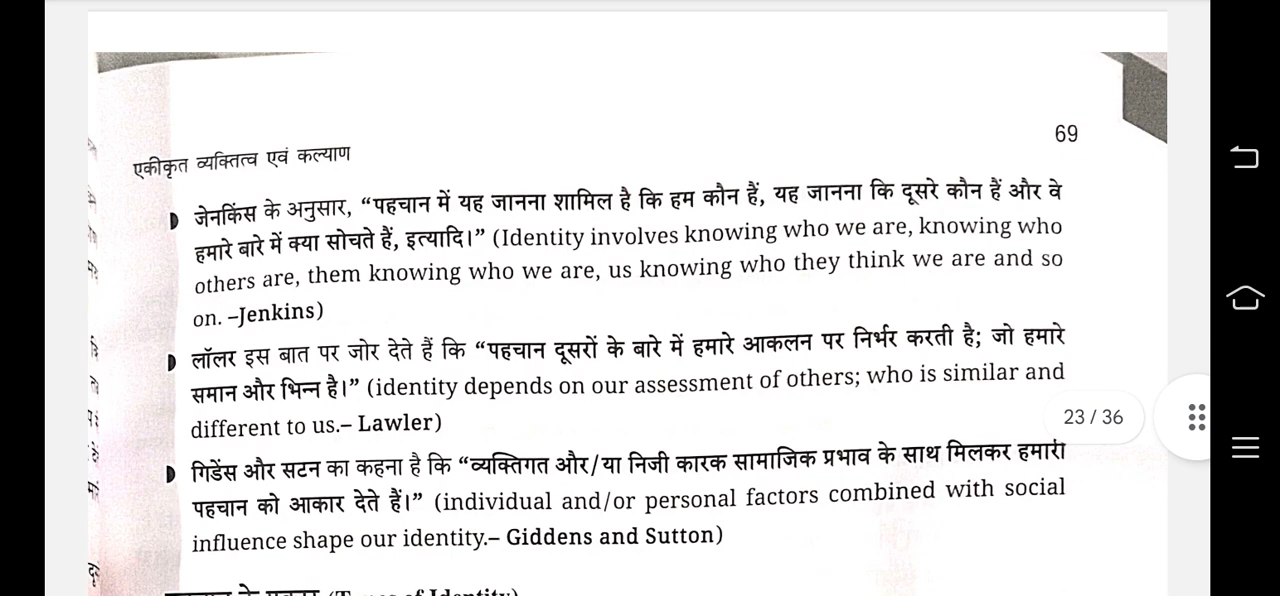 69
एकीकृत व्यक्तित्व एवं कल्याण
जेनकिंस के अनुसार, “पहचान में यह जानना शामिल है कि हम कौन हैं, यह जानना कि दूसरे कौन हैं और वे
हमारे बारे में क्या सोचते हैं, इत्यादि।” (Identity involves knowing who we are, knowing who
others are, them knowing who we are, us knowing who they think we are and so
on. –Jenkins)
लॉलर इस बात पर जोर देते हैं कि “पहचान दूसरों के बारे में हमारे आकलन पर निर्भर करती है; जो हमारे
समान और भिन्न है।” (identity depends on our assessment of others; who is similar and
different to us.– Lawler)
23 / 36
गिडेंस और सटन का कहना है कि “व्यक्तिगत और/या निजी कारक सामाजिक प्रभाव के साथ मिलकर हमारी
पहचान को आकार देते हैं।” (individual and/or personal factors combined with social
influence shape our identity.– Giddens and Sutton)
of Identity)